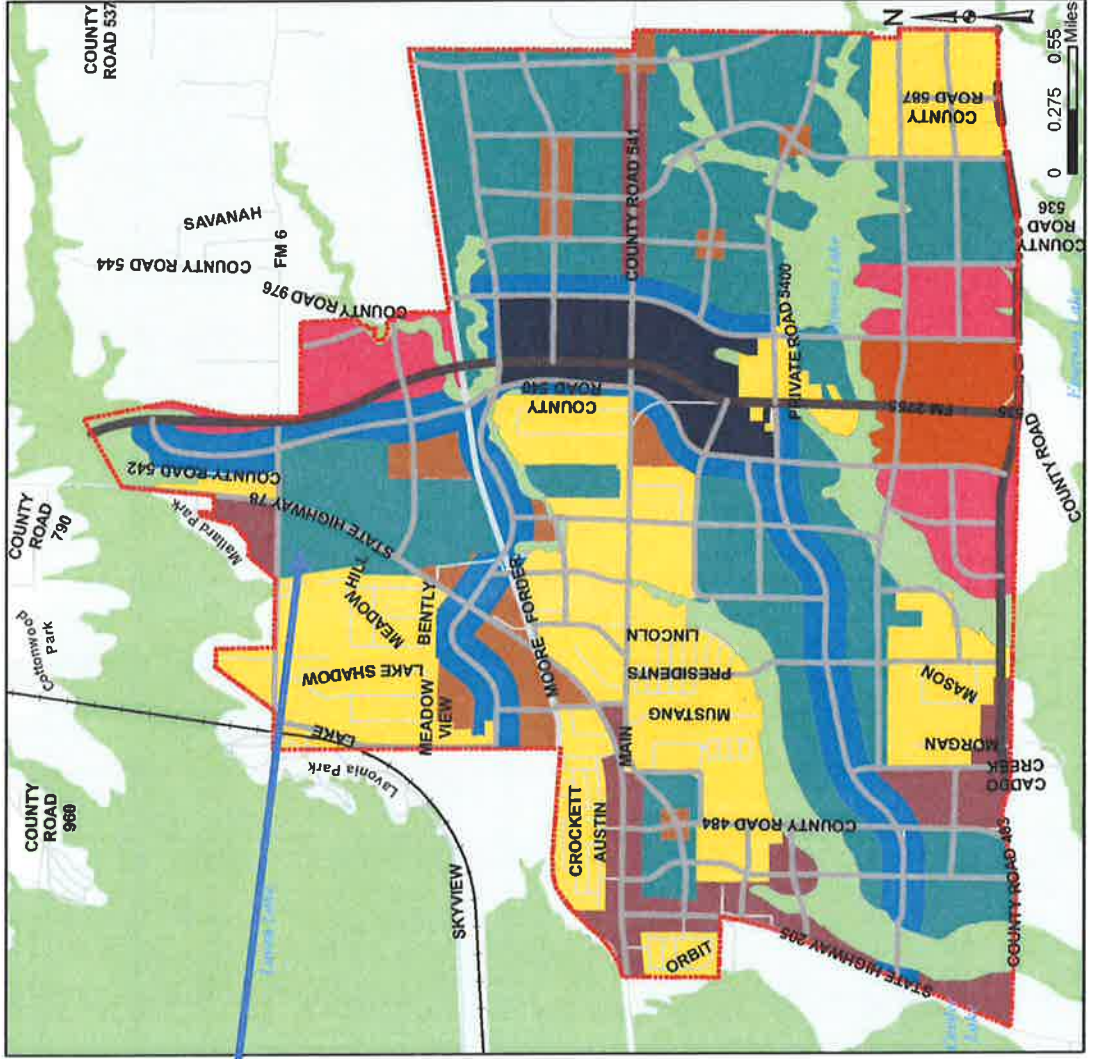 COUNTY
ROAD 537
SAVANAH
COUNTY ROAD 544
FM 6
COUNTY ROAD 976
COUNTY
ROAD
790
Cottonwood
Park
Mallard Park
COUNTY ROAD 542
STATE HIGHWAY 78
COUNTY
ROAD
960
Lavonia Park
LAKE
LAKE SHADOW
MEADOW HILL
BENTLY
MEADOW
VIEW
SKYVIEW
MOORE
FORDER
COUNTY
ROAD 540
COUNTY ROAD 541
CROCKETT
AUSTIN
MAIN
MUSTANG
PRESIDENTS
LINCOLN
PRIVATE ROAD 5400
COUNTY ROAD 484
ORBIT
STATE HIGHWAY 205
COUNTY ROAD 483
CADDO
CREEK
MORGAN
MASON
FM 2755
COUNTY ROAD
535
COUNTY
ROAD
536
COUNTY
ROAD 587
Lake
Lake
Lake
N
0 0.275 0.55
Miles